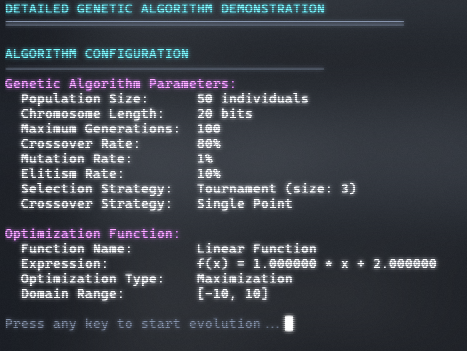 DETAILED GENETIC ALGORITHM DEMONSTRATION
ALGORITHM CONFIGURATION
Genetic Algorithm Parameters:
Population Size: 50 individuals
Chromosome Length: 20 bits
Maximum Generations: 100
Crossover Rate: 80%
Mutation Rate: 1%
Elitism Rate: 10%
Selection Strategy: Tournament (size: 3)
Crossover Strategy: Single Point
Optimization Function:
Function Name: Linear Function
Expression: f(x) = 1.000000 * x + 2.000000
Optimization Type: Maximization
Domain Range: [-10, 10]
Press any key to start evolution...